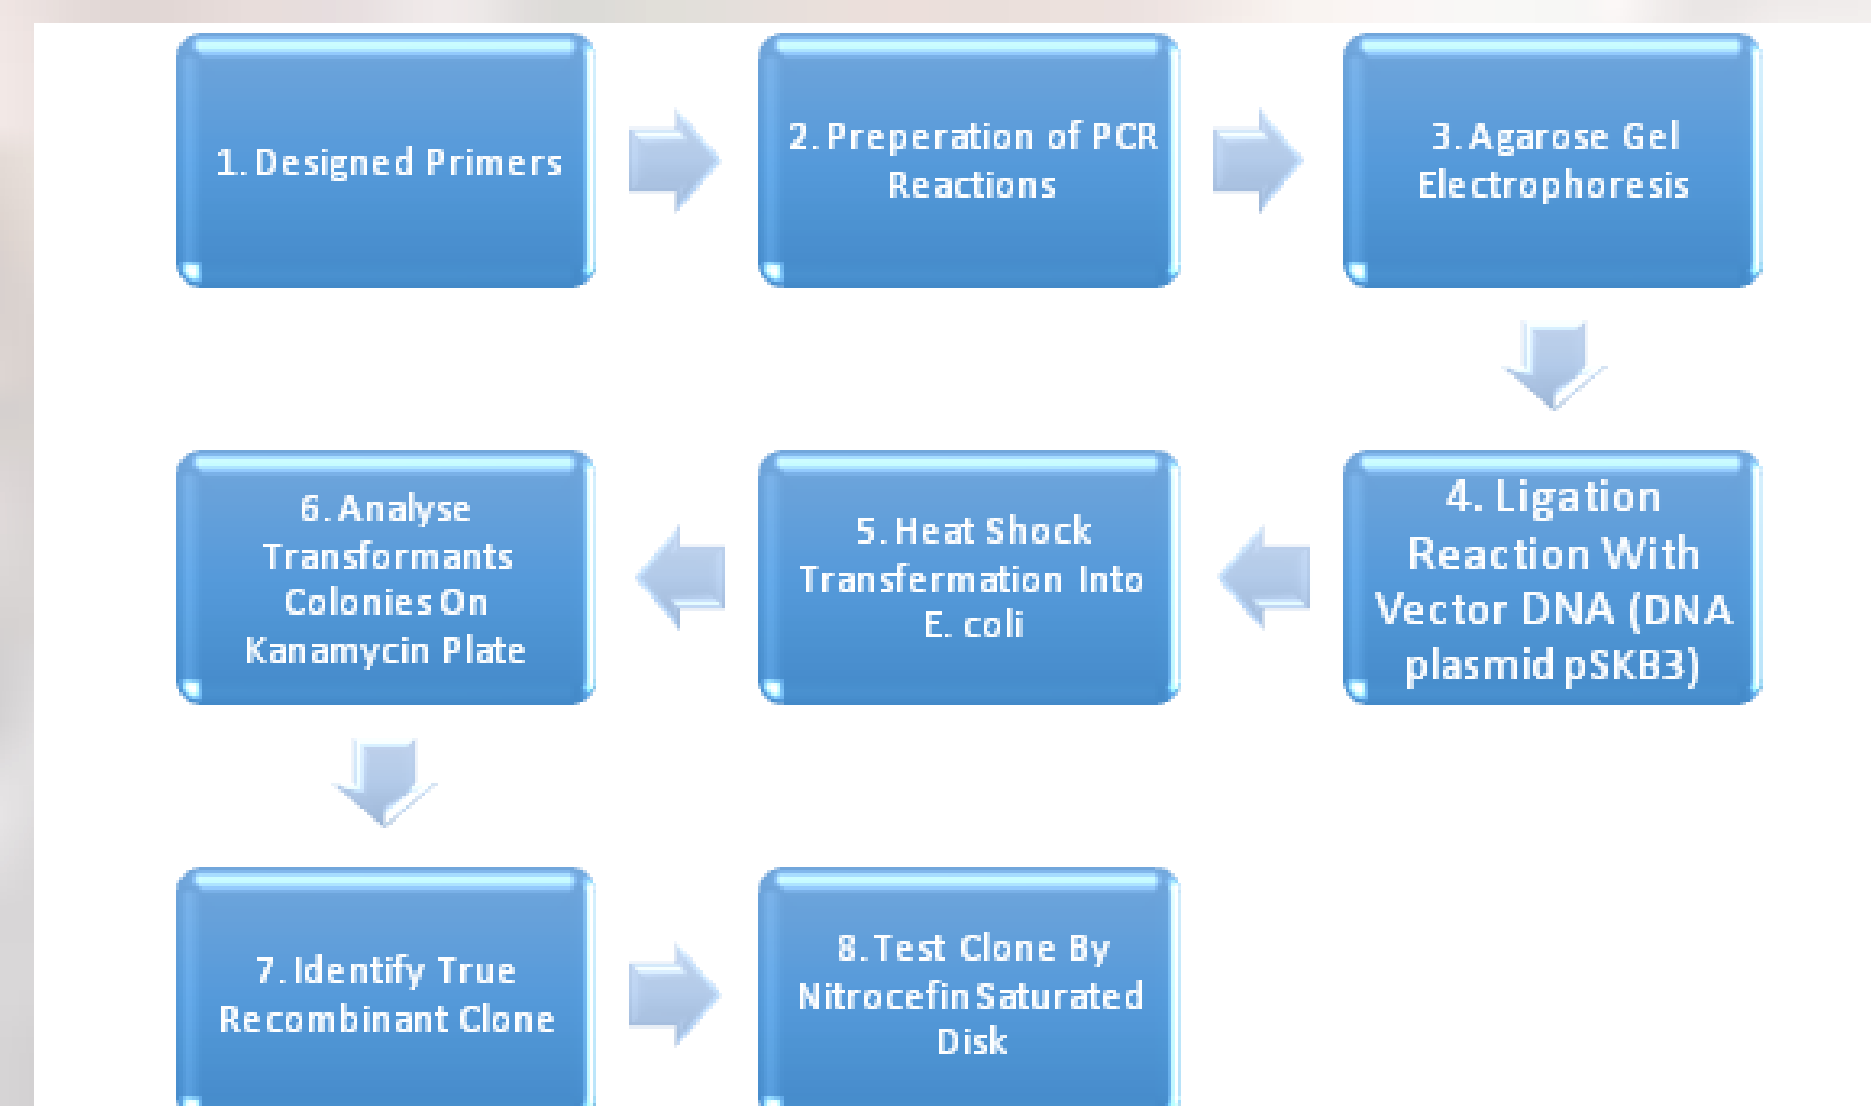 1. Designed Primers
2. Preperation of PCR
Reactions
3. Agarose Gel
Electrophoresis
4. Ligation
Reaction With
Vector DNA (DNA
plasmid pSKB3)
5. Heat Shock
Transfermation Into
E. coli
6. Analyse
Transformants
Colonies On
Kanamycin Plate
7. Identify True
Recombinant Clone
8. Test Clone By
Nitrocefin Saturated
Disk